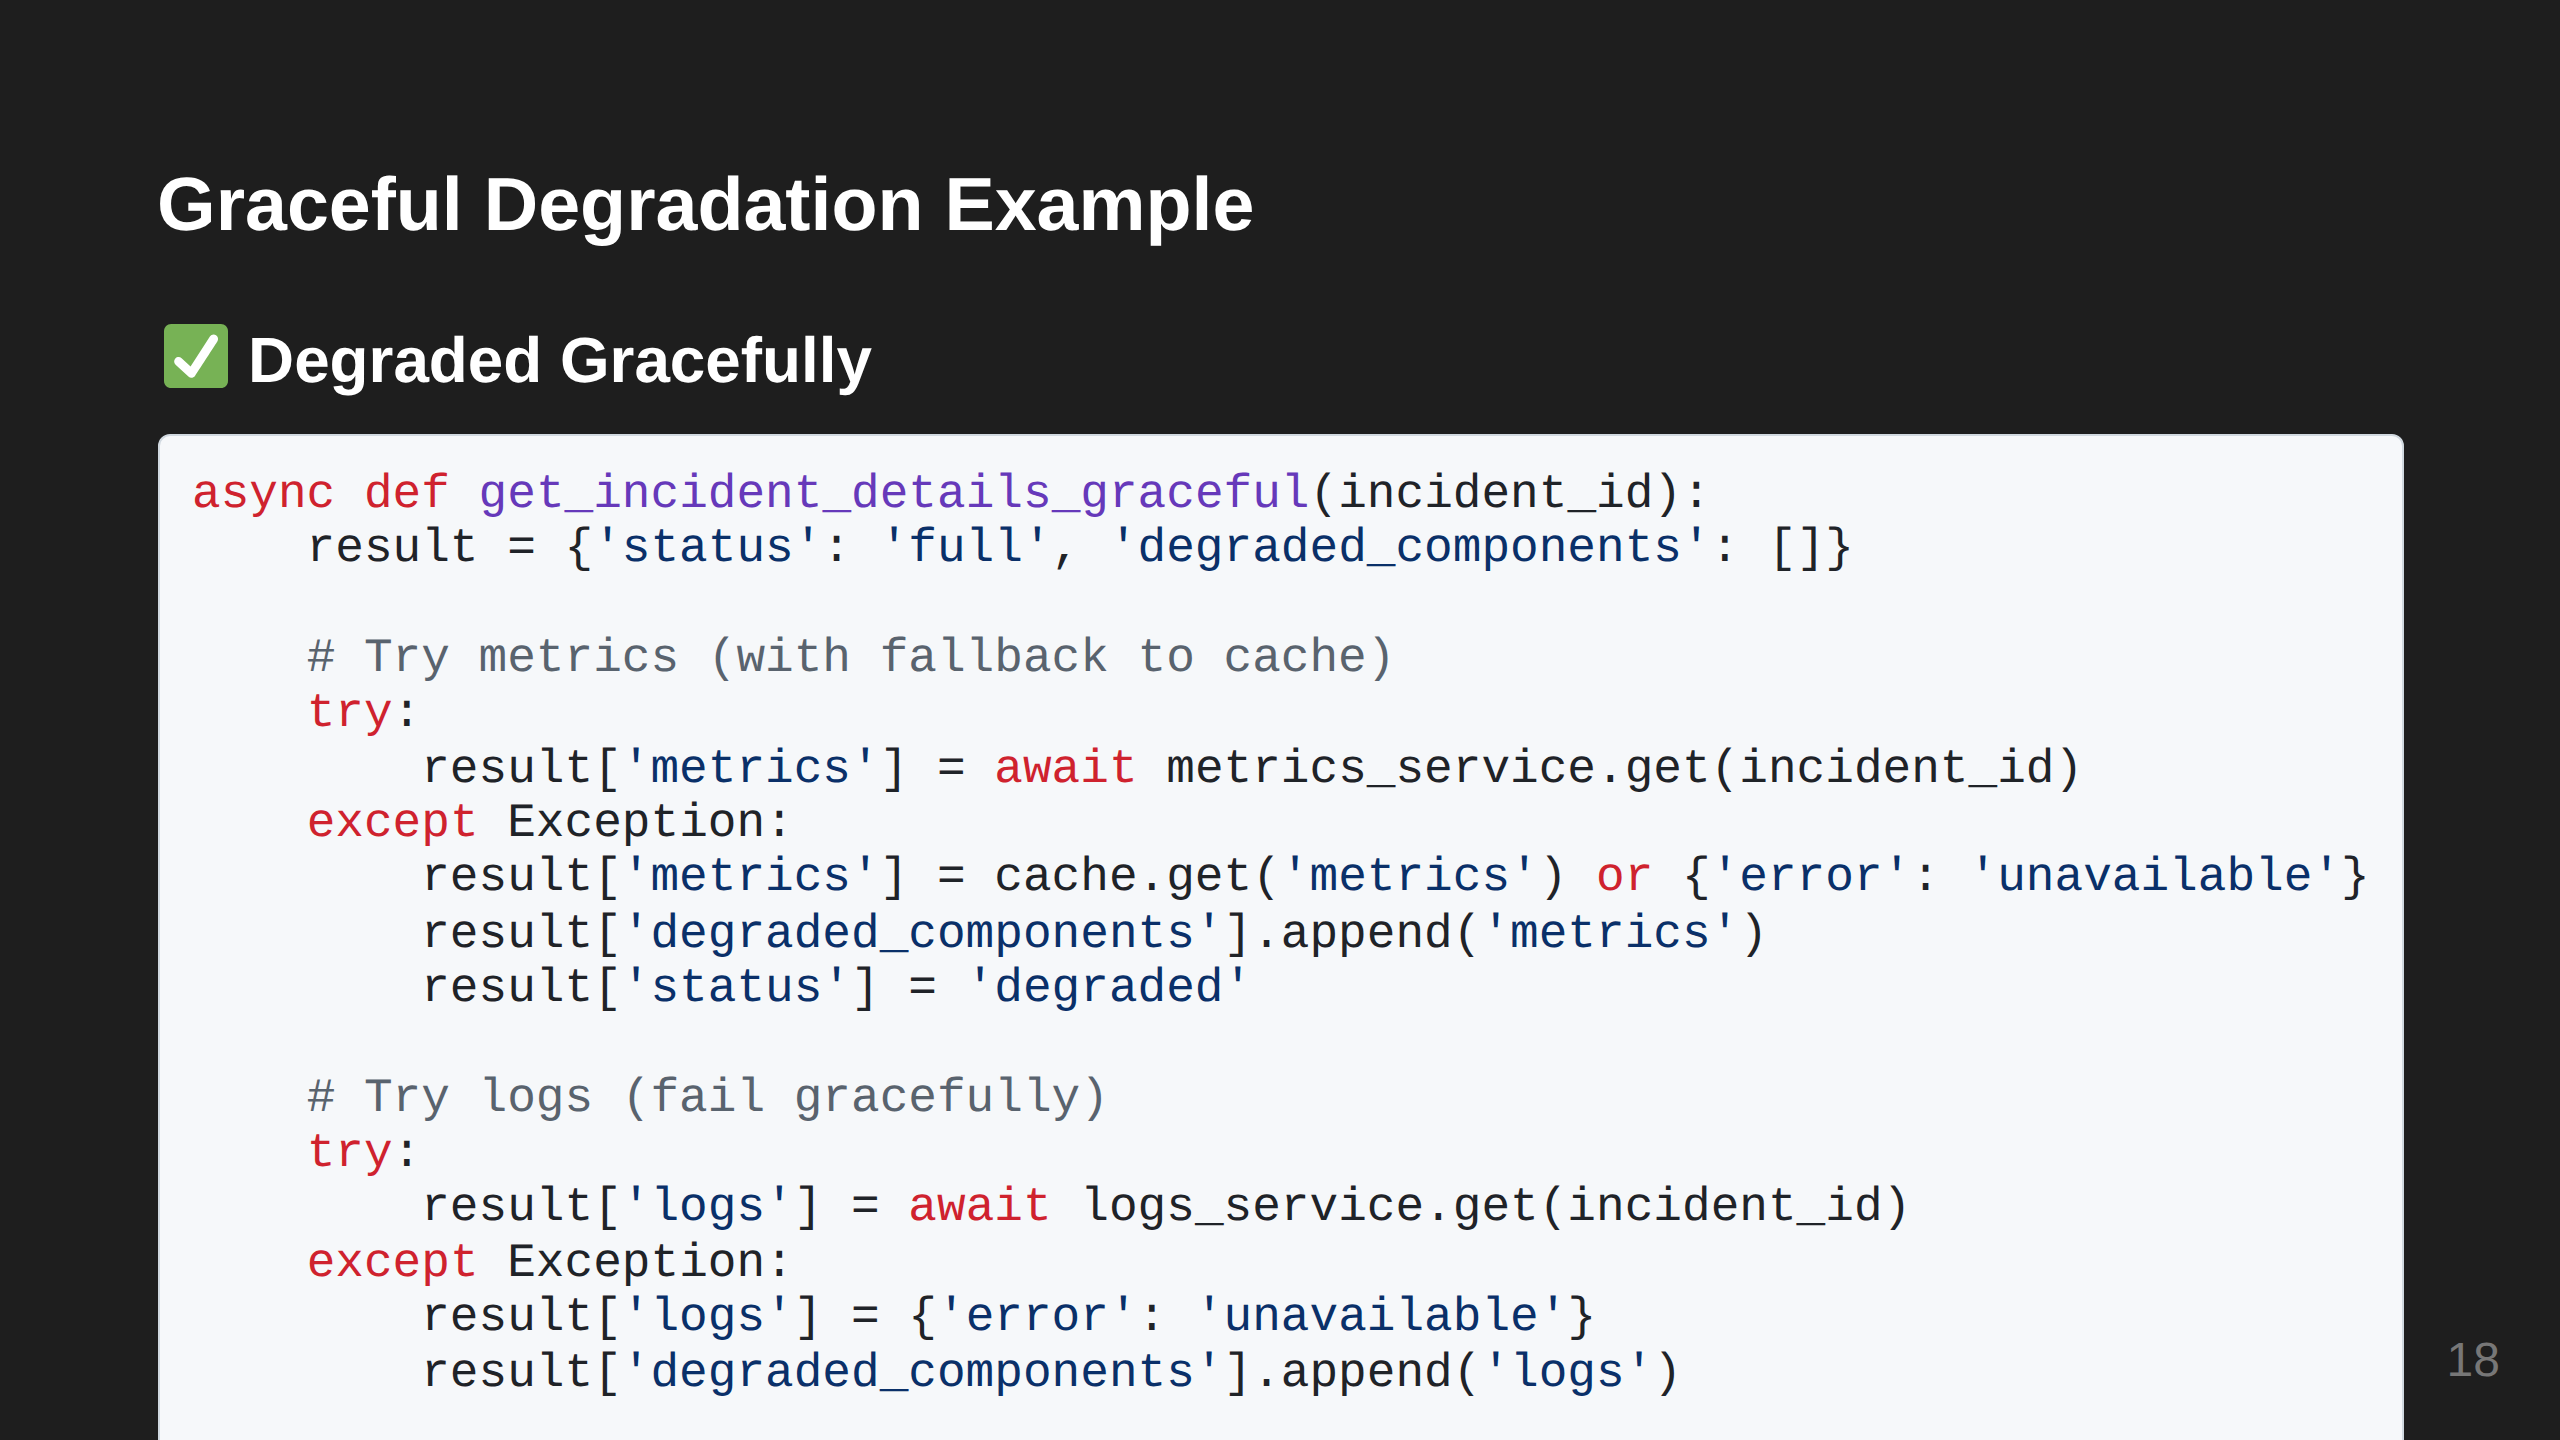 Graceful Degradation Example
✅ Degraded Gracefully
async def get_incident_details_graceful(incident_id):
    result = {'status': 'full', 'degraded_components': []}

    # Try metrics (with fallback to cache)
    try:
        result['metrics'] = await metrics_service.get(incident_id)
    except Exception:
        result['metrics'] = cache.get('metrics') or {'error': 'unavailable'}
        result['degraded_components'].append('metrics')
        result['status'] = 'degraded'

    # Try logs (fail gracefully)
    try:
        result['logs'] = await logs_service.get(incident_id)
    except Exception:
        result['logs'] = {'error': 'unavailable'}
        result['degraded_components'].append('logs')
18